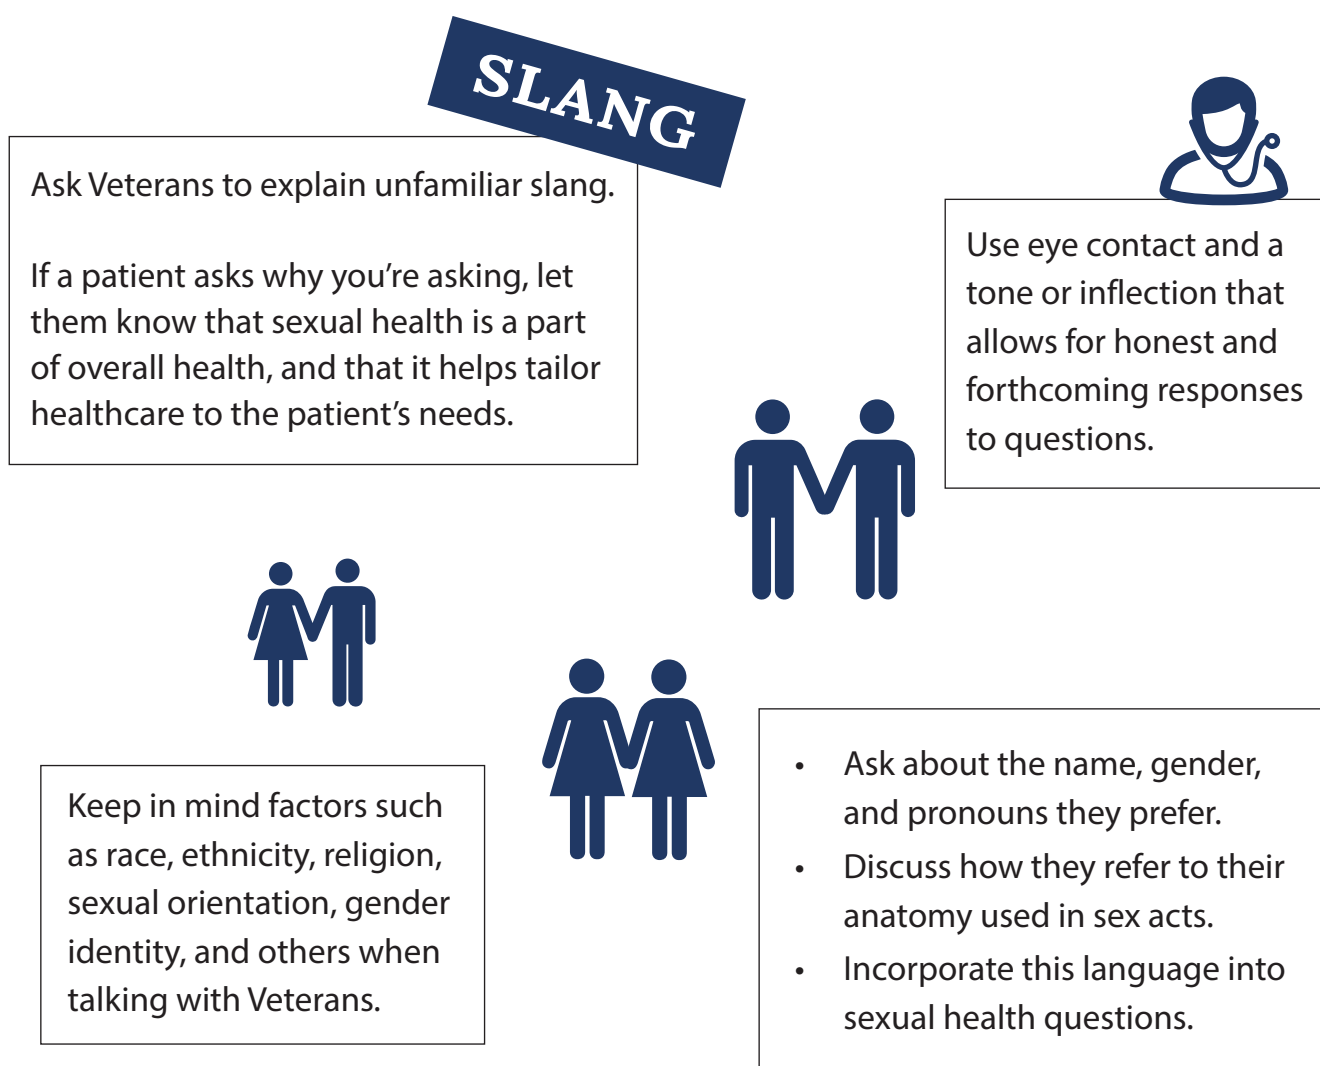 SLANG
Ask Veterans to explain unfamiliar slang.
If a patient asks why you’re asking, let
them know that sexual health is a part
of overall health, and that it helps tailor
healthcare to the patient’s needs.
Use eye contact and a
tone or inflection that
allows for honest and
forthcoming responses
to questions.
Keep in mind factors such
as race, ethnicity, religion,
sexual orientation, gender
identity, and others when
talking with Veterans.
• Ask about the name, gender,
and pronouns they prefer.
• Discuss how they refer to their
anatomy used in sex acts.
• Incorporate this language into
sexual health questions.